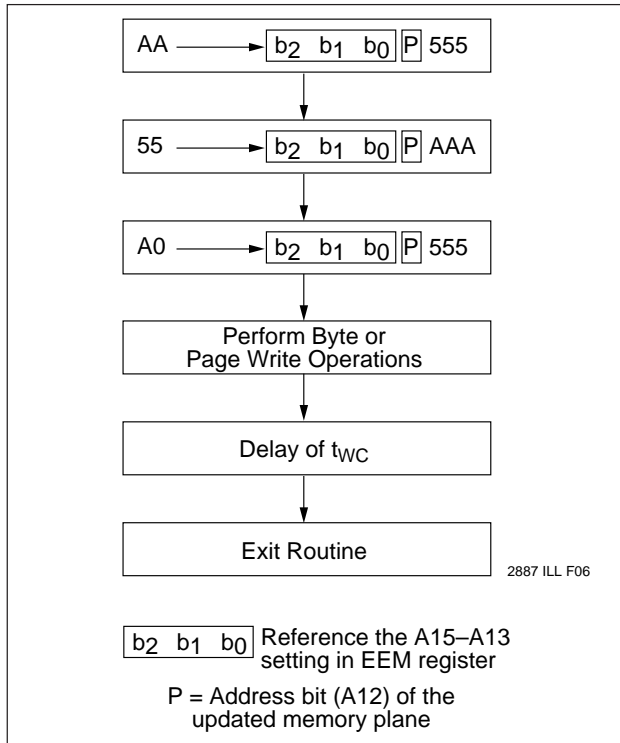 AA b2 b1 b0 P 555
55 b2 b1 b0 P AAA
A0 b2 b1 b0 P 555
Perform Byte or
Page Write Operations
Delay of tWC
Exit Routine
2887 ILL F06
b2 b1 b0 Reference the A15–A13
setting in EEM register
P = Address bit (A12) of the
updated memory plane